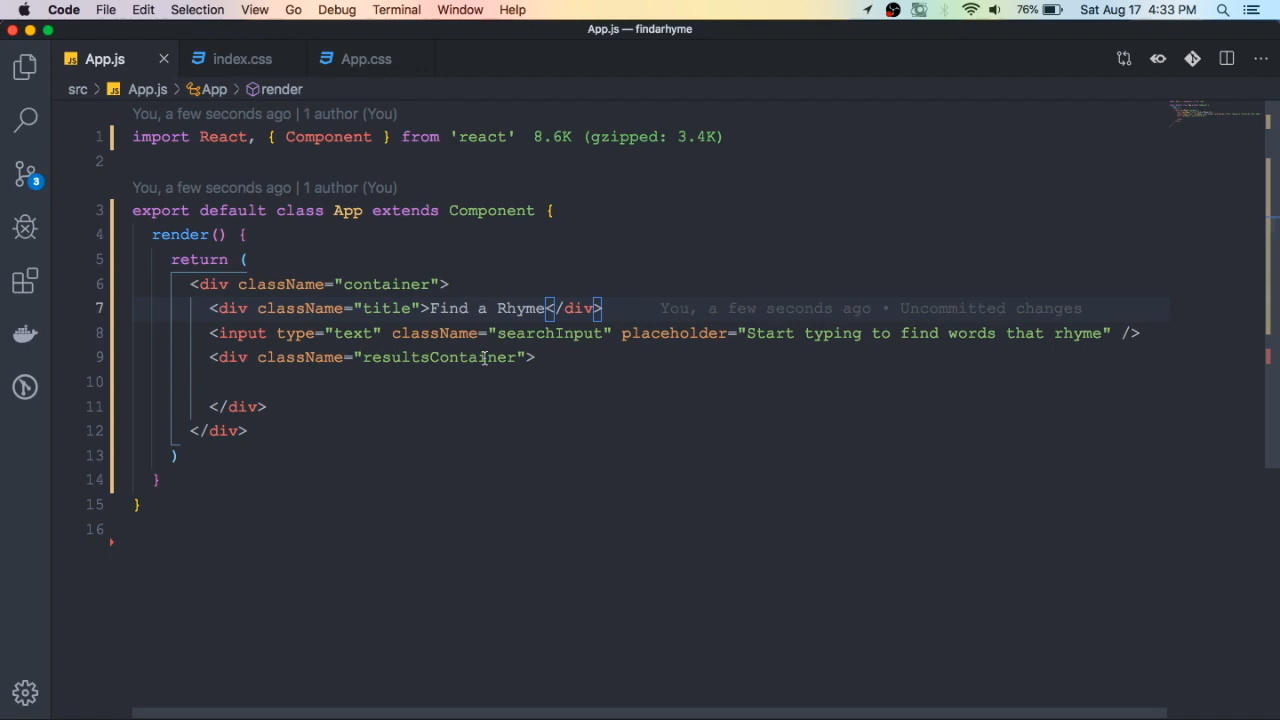 Code File Edit Selection View Go Debug Terminal Window Help 76% Sat Aug 17 4:33 PM
App.js — findarhyme
JS App.js index.css App.css
src > JS App.js > App > render
You, a few seconds ago | 1 author (You)
1 import React, { Component } from 'react' 8.6K (gzipped: 3.4K)
2
You, a few seconds ago | 1 author (You)
3 export default class App extends Component {
4 render() {
5 return (
6 <div className="container">
7 <div className="title">Find a Rhyme</div> You, a few seconds ago • Uncommitted changes
8 <input type="text" className="searchInput" placeholder="Start typing to find words that rhyme" />
9 <div className="resultsContainer">
10
3
11 </div>
12 </div>
13 )
14 }
15 }
16